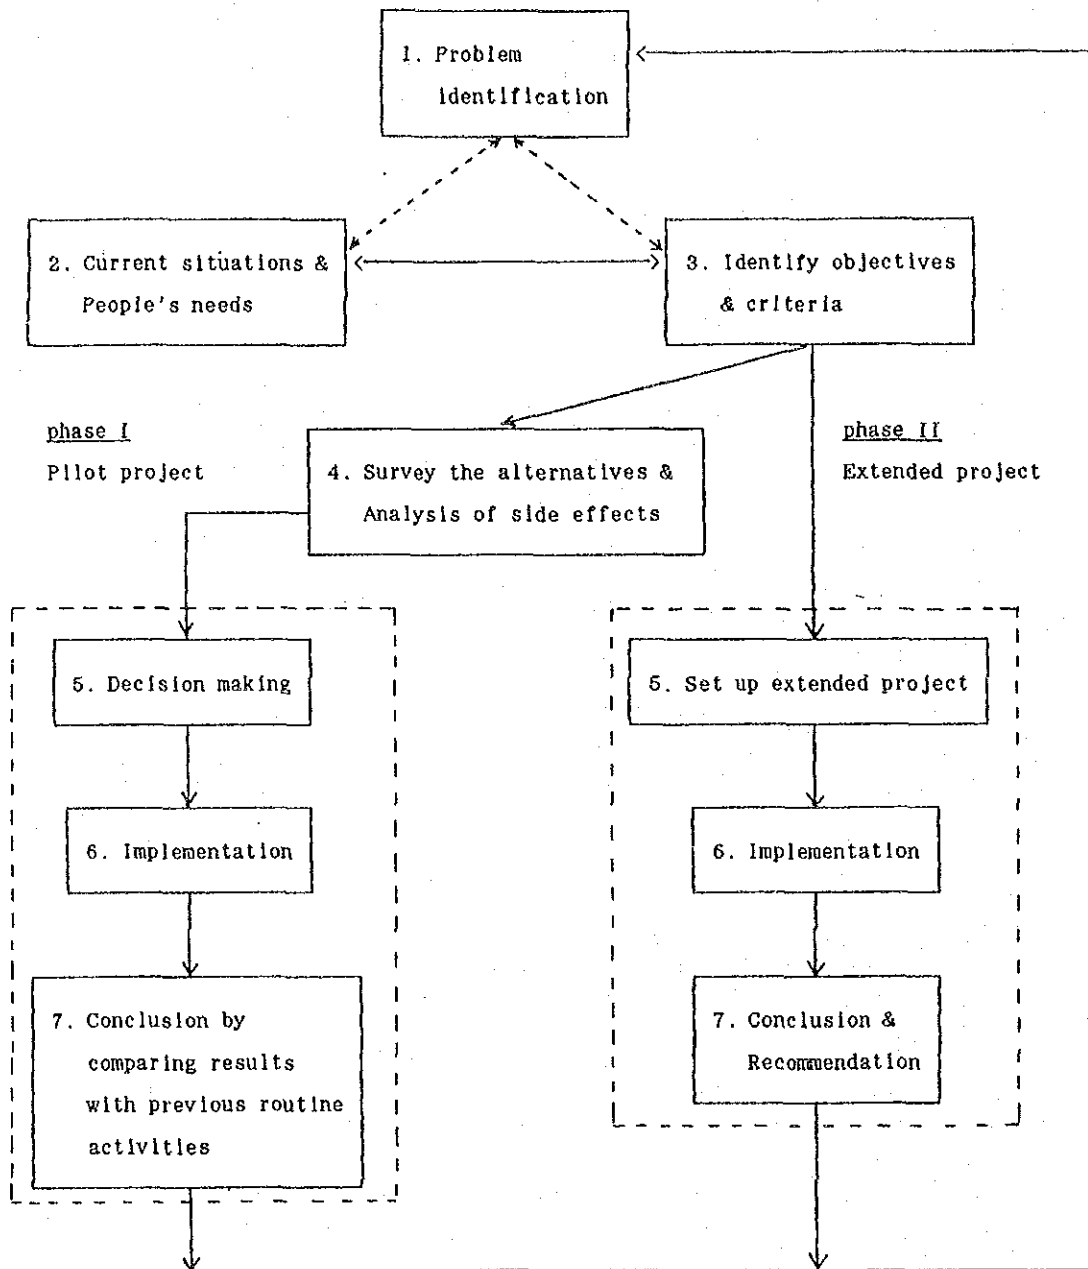 1. Problem
identification
2. Current situations &
People's needs
3. Identify objectives
& criteria
phase I
Pilot project
4. Survey the alternatives &
Analysis of side effects
phase II
Extended project
5. Decision making
6. Implementation
7. Conclusion by
comparing results
with previous routine
activities
5. Set up extended project
6. Implementation
7. Conclusion &
Recommendation